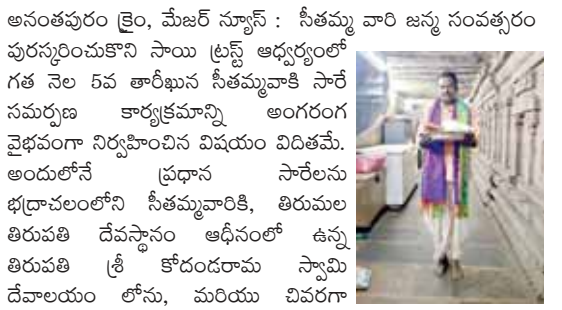 అనంతపురం క్రైం, మేజర్ న్యూస్ : సీతమ్మ వారి జన్మ సంవత్సరం
పురస్కరించుకొని సాయి ట్రస్ట్ ఆధ్వర్యంలో
గత నెల 5వ తారీఖున సీతమ్మవాకి సారే
సమర్పణ కార్యక్రమాన్ని అంగరంగ
వైభవంగా నిర్వహించిన విషయం విదితమే.
అందులోనే ప్రధాన సారేలను
భద్రాచలంలోని సీతమ్మవారికి, తిరుమల
తిరుపతి దేవస్థానం ఆధీనంలో ఉన్న
తిరుపతి శ్రీ కోదండరామ స్వామి
దేవాలయం లోను, మరియు చివరగా